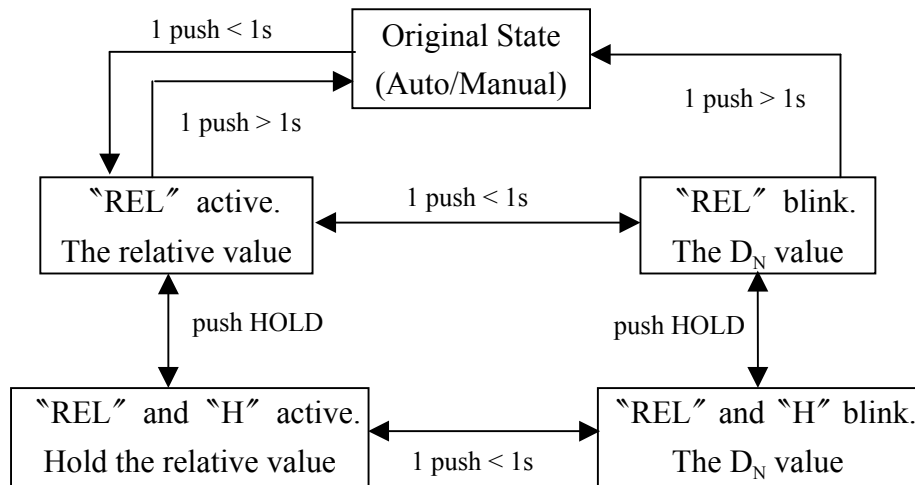 1 push < 1s
Original State
(Auto/Manual)
1 push > 1s
1 push > 1s
〝REL〞 active.
The relative value
1 push < 1s
〝REL〞 blink.
The D_N value
push HOLD
push HOLD
〝REL〞 and 〝H〞 active.
Hold the relative value
1 push < 1s
〝REL〞 and 〝H〞 blink.
The D_N value